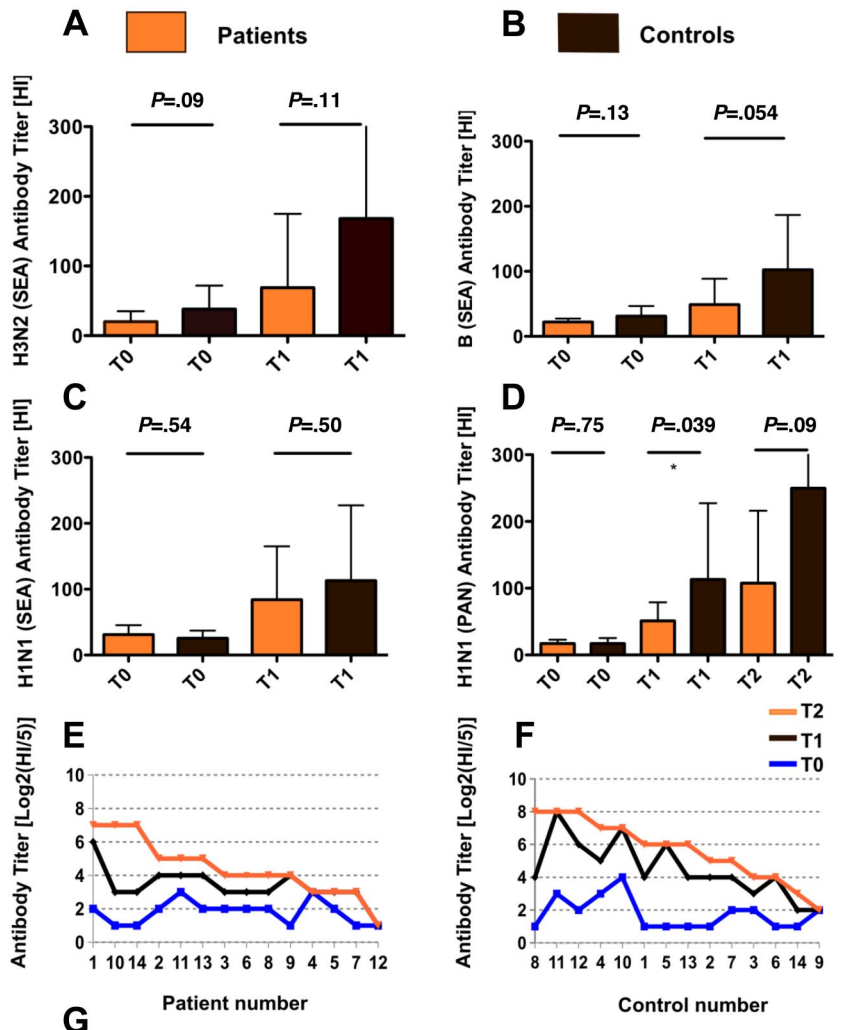 A Patients
B Controls
H3N2 (SEA) Antibody Titer [HI]
P=.09 P=.11
300
200
100
0
T0 T0 T1 T1
B (SEA) Antibody Titer [HI]
P=.13 P=.054
300
200
100
0
T0 T0 T1 T1
C
H1N1 (SEA) Antibody Titer [HI]
P=.54 P=.50
300
200
100
0
T0 T0 T1 T1
D
H1N1 (PAN) Antibody Titer [HI]
P=.75 P=.039 P=.09
*
300
200
100
0
T0 T0 T1 T1 T2 T2
E
Antibody Titer [Log2(HI/5)]
10
8
6
4
2
0
1 10 14 2 11 13 3 6 8 9 4 5 7 12
Patient number
F
T2
T1
T0
Antibody Titer [Log2(HI/5)]
10
8
6
4
2
0
8 11 12 4 10 1 5 13 2 7 3 6 14 9
Control number
G